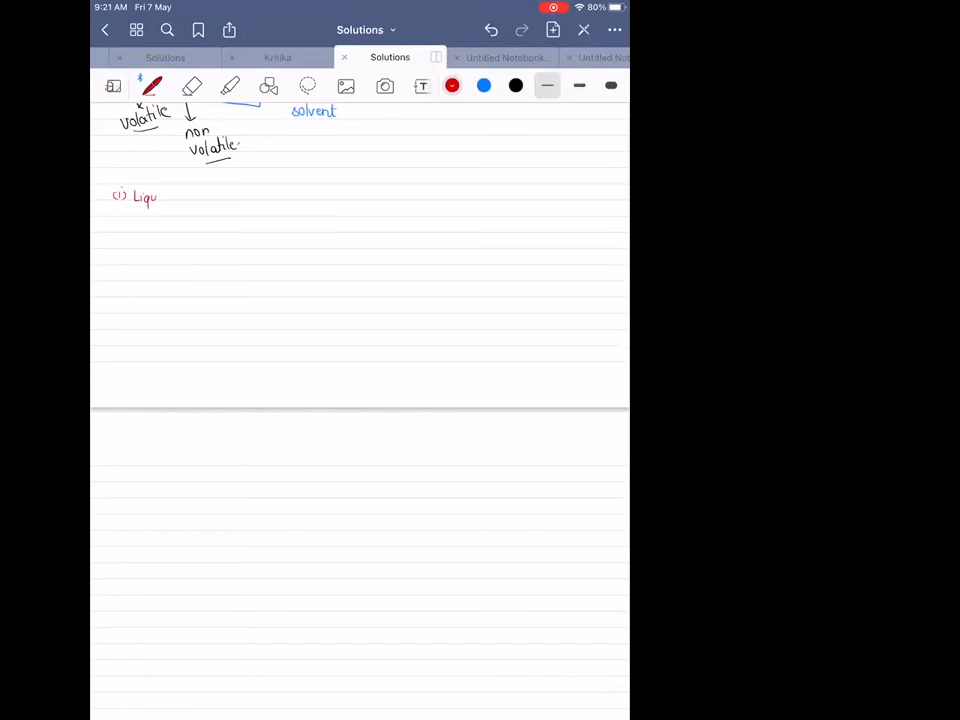 9:21 AM Fri 7 May 80%
Solutions
Solutions Kritika Solutions Untitled Notebook... Untitled Not
T
volatile solvent
non
volatile
(i) Liqu